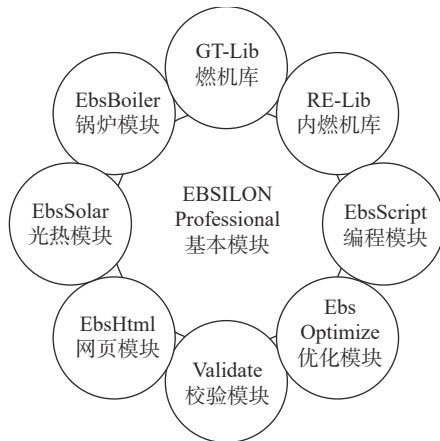 GT-Lib
燃机库
EbsBoiler
锅炉模块
RE-Lib
内燃机库
EbsSolar
光热模块
EBSILON
Professional
基本模块
EbsScript
编程模块
EbsHtml
网页模块
Ebs
Optimize
优化模块
Validate
校验模块